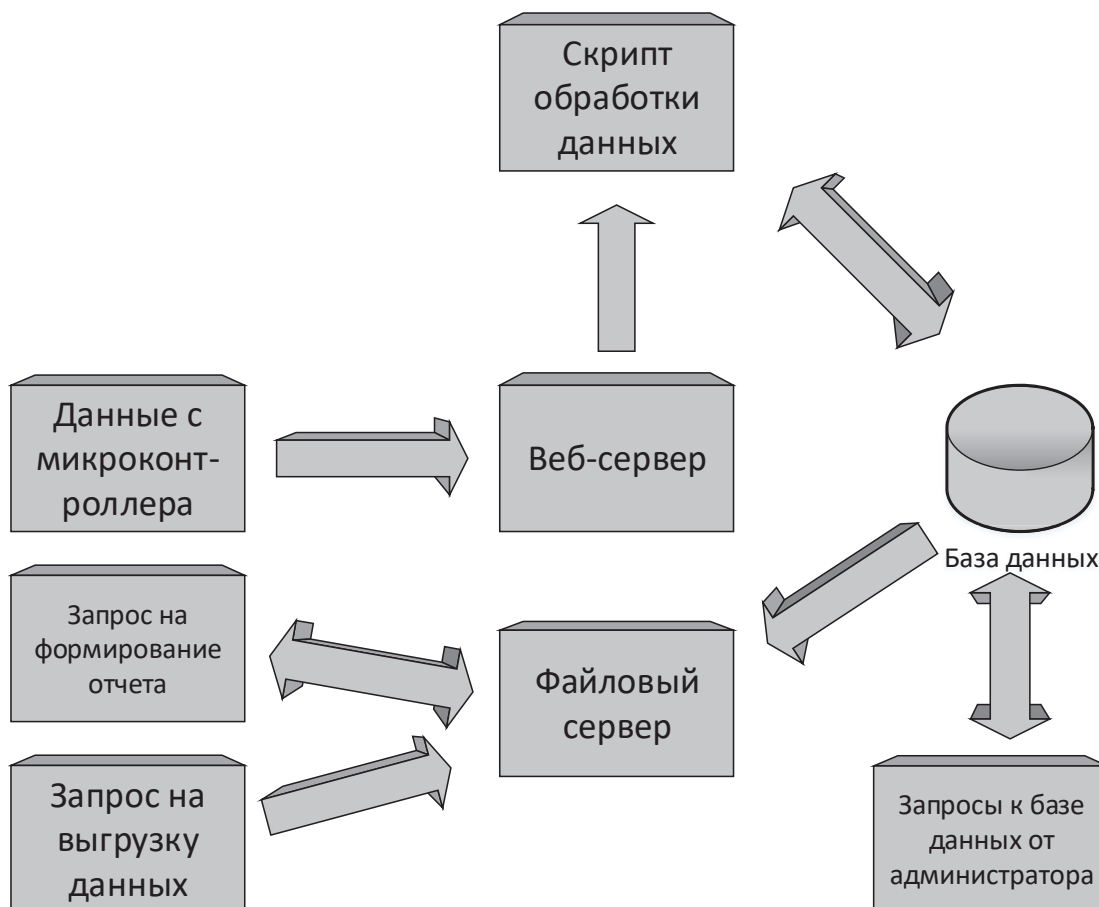 Скрипт
обработки
данных
Данные с
микроконт-
роллера
Веб-сервер
База данных
Запрос на
формирование
отчета
Файловый
сервер
Запрос на
выгрузку
данных
Запросы к базе
данных от
администратора